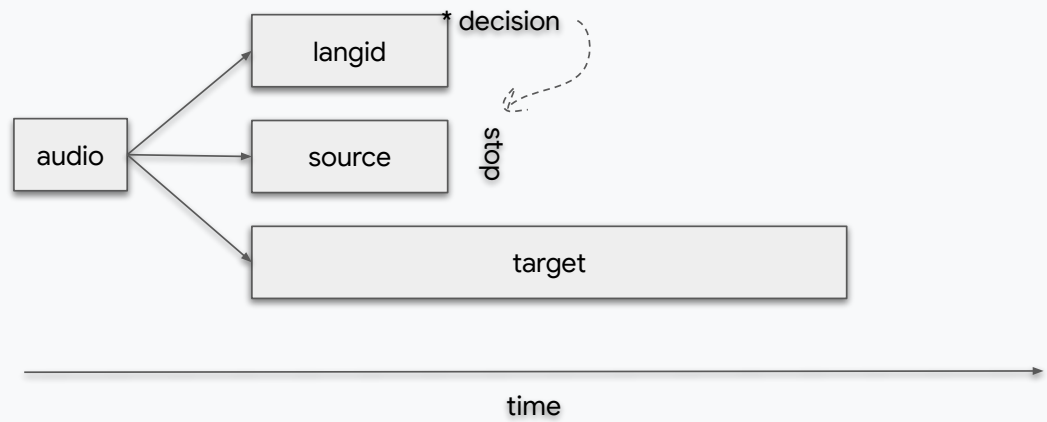 langid
* decision
audio
source
stop
target
time